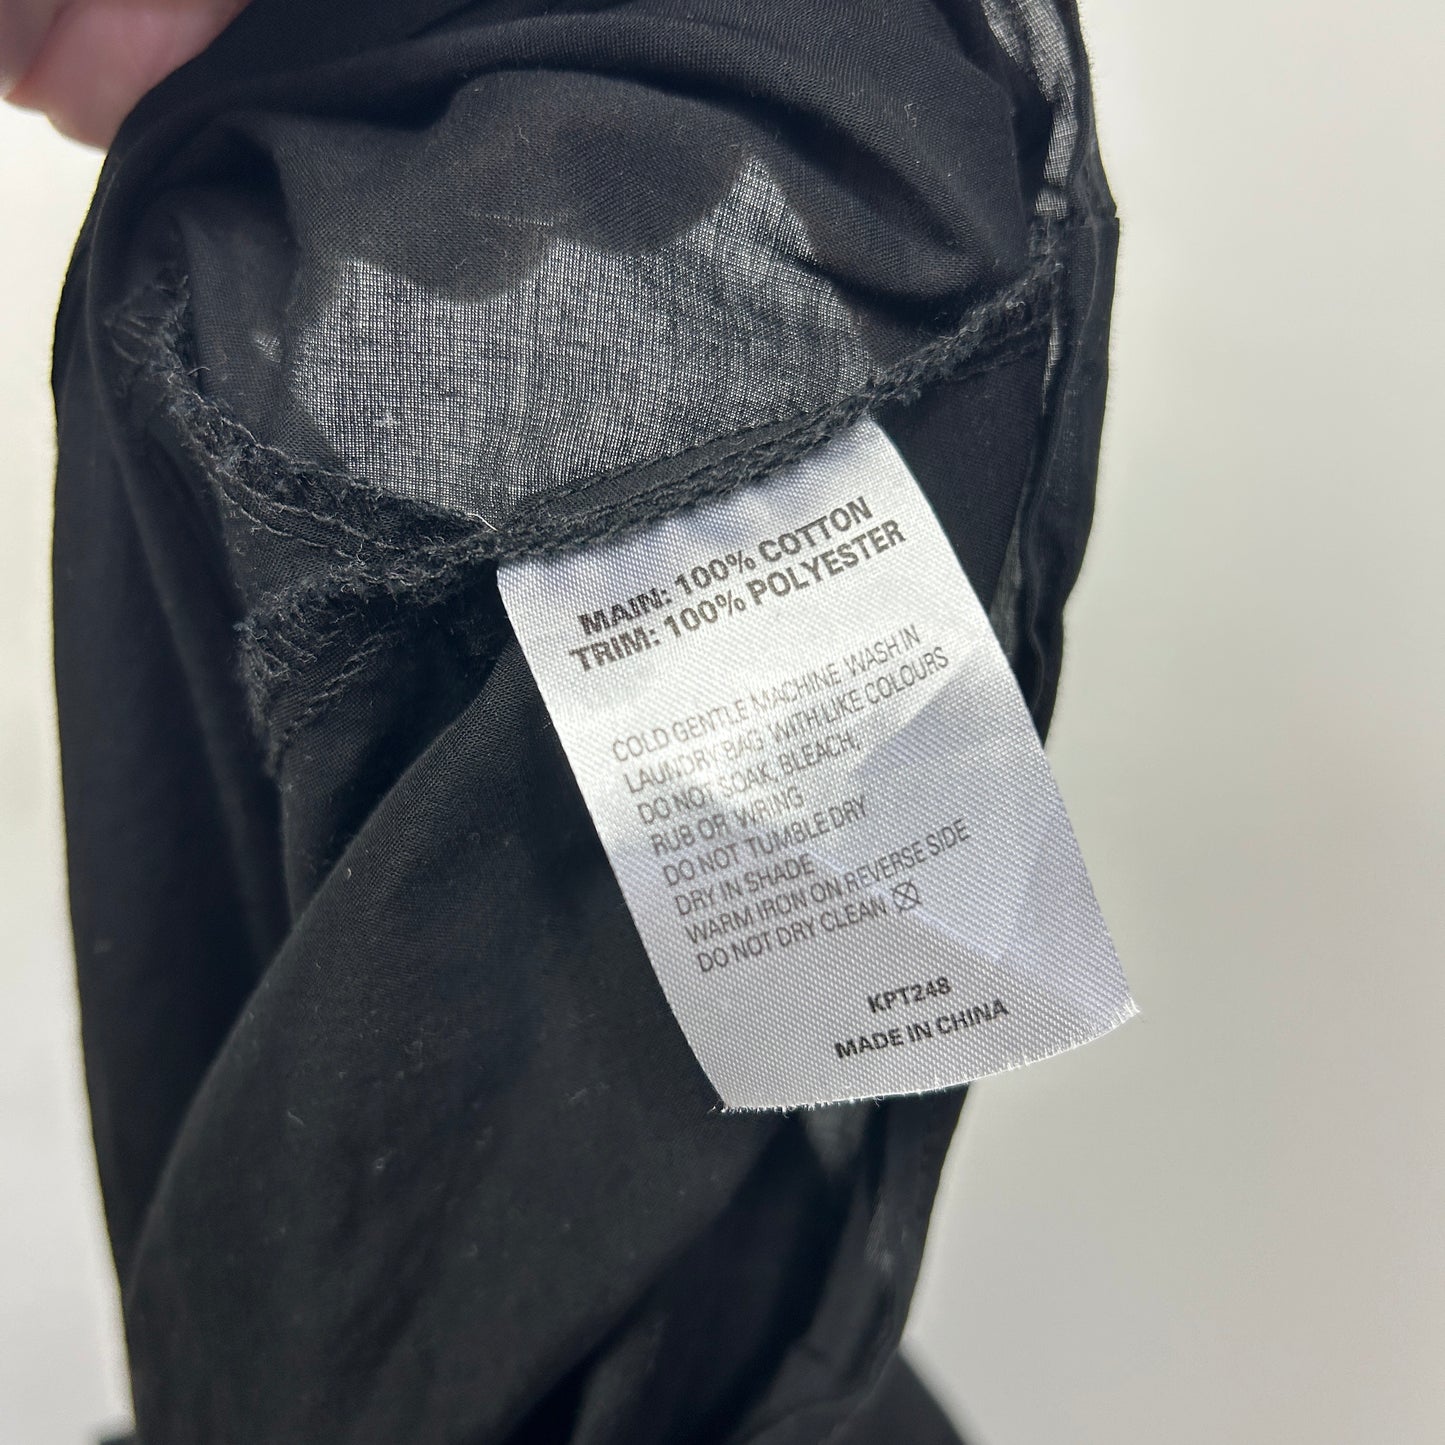 MAIN: 100% COTTON
TRIM: 100% POLYESTER
COLD GENTLE MACHINE WASH IN
LAUNDRY BAG WITH LIKE COLOURS
DO NOT SOAK, BLEACH,
RUB OR WRING
DO NOT TUMBLE DRY
DRY IN SHADE
WARM IRON ON REVERSE SIDE
DO NOT DRY CLEAN
KPT248
MADE IN CHINA